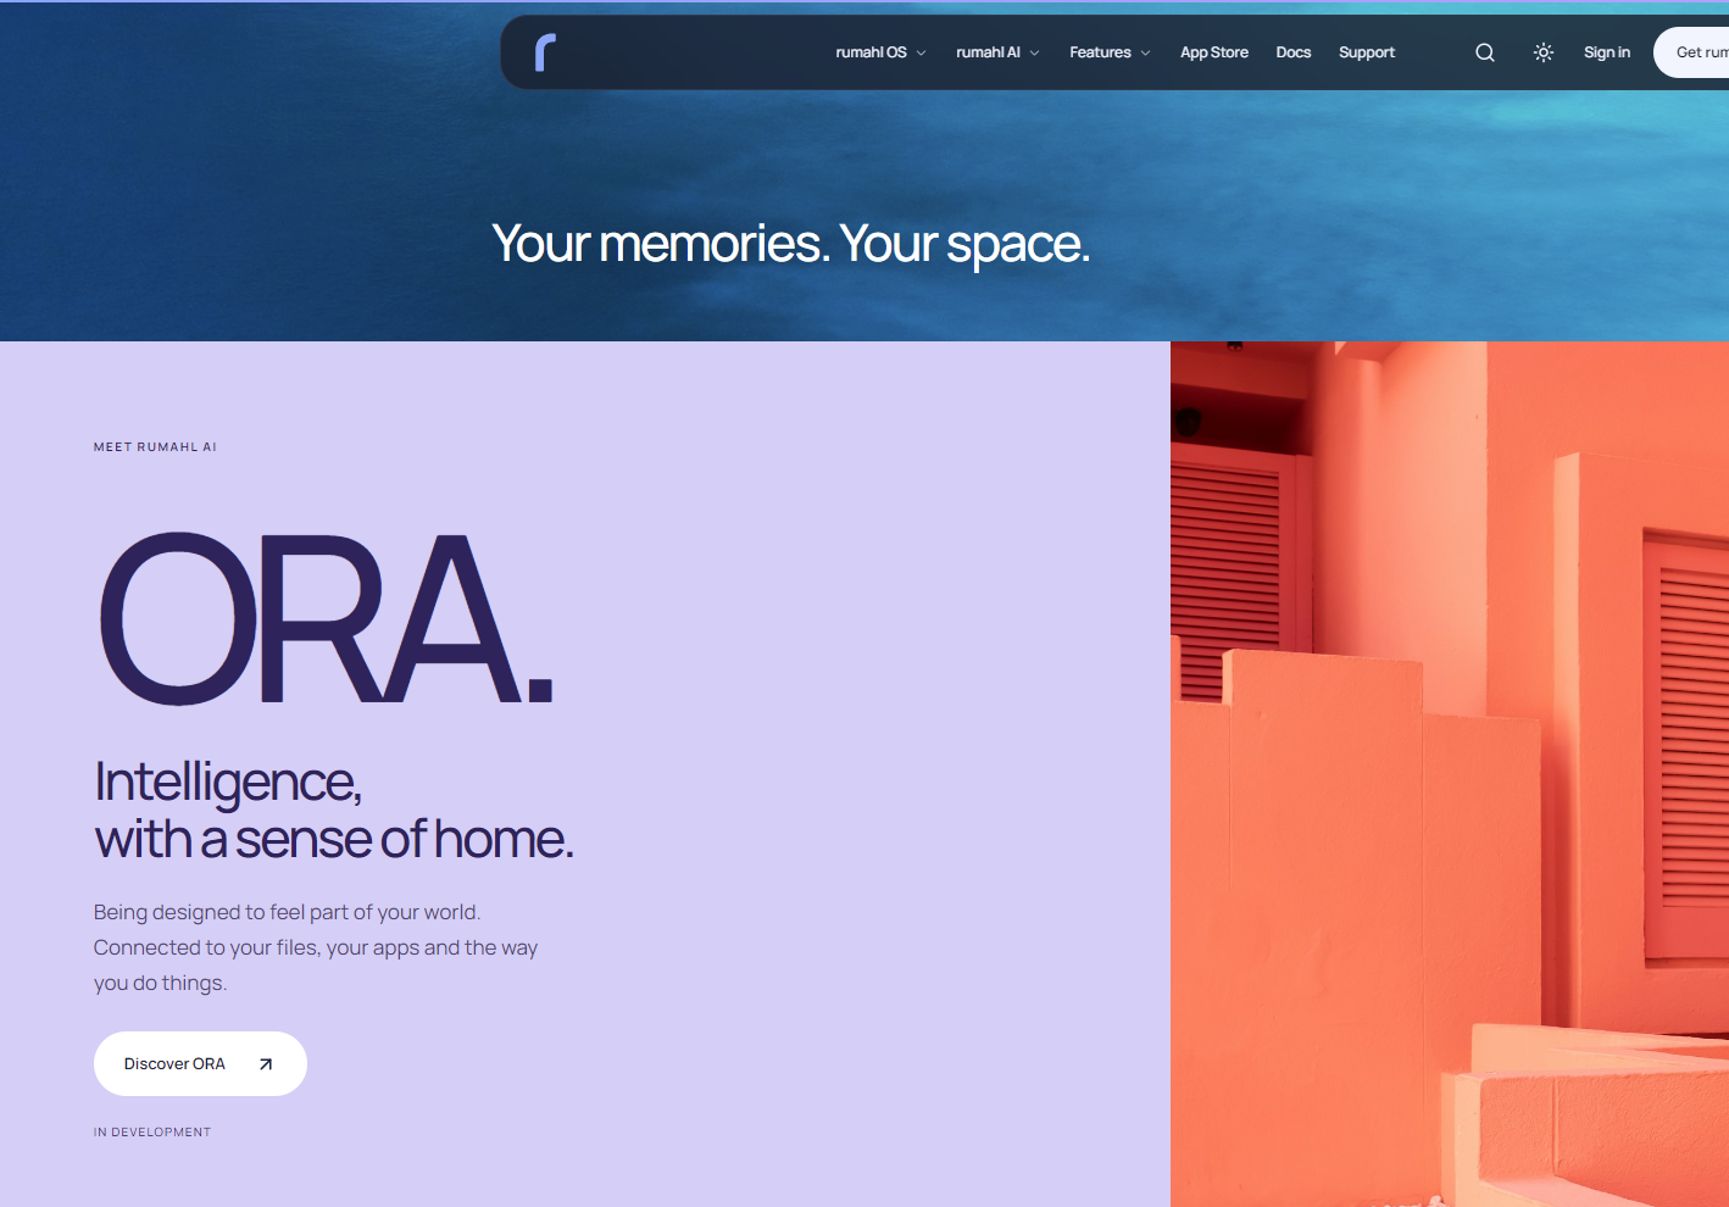 rumahl OS
rumahl AI
Features
App Store
Docs
Support
Sign in
Get rum
Your memories. Your space.
MEET RUMAHL AI
ORA.
Intelligence,
with a sense of home.
Being designed to feel part of your world.
Connected to your files, your apps and the way
you do things.
Discover ORA
IN DEVELOPMENT